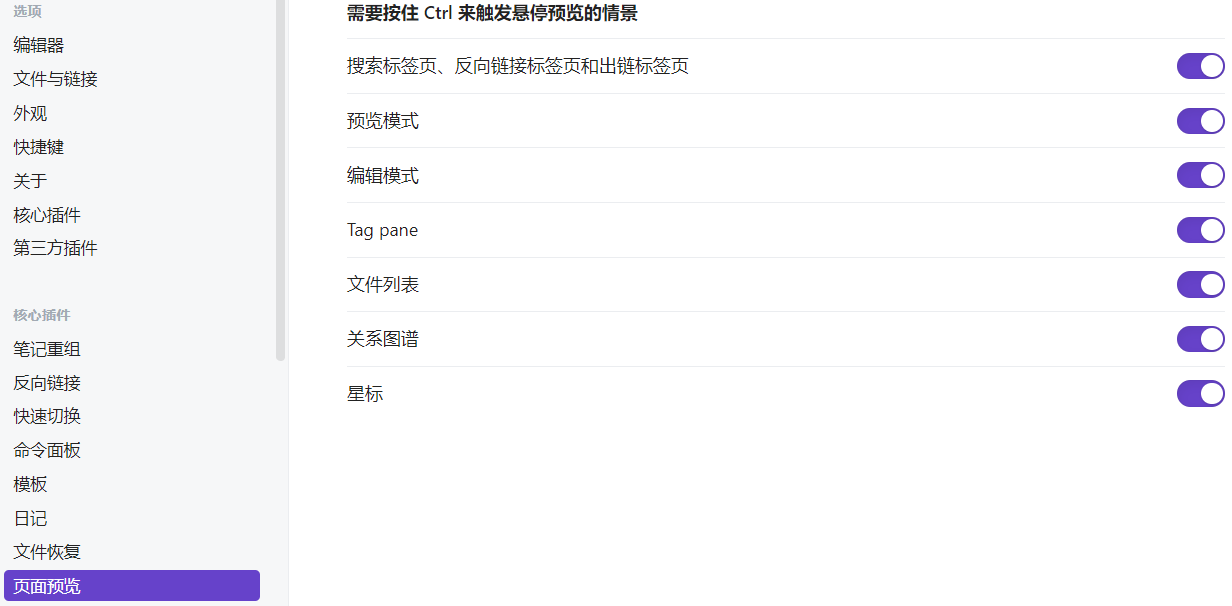 选项
编辑器
文件与链接
外观
快捷键
关于
核心插件
第三方插件
核心插件
笔记重组
反向链接
快速切换
命令面板
模板
日记
文件恢复
页面预览
需要按住 Ctrl 来触发悬停预览的情景
搜索标签页、反向链接标签页和出链标签页
预览模式
编辑模式
Tag pane
文件列表
关系图谱
星标